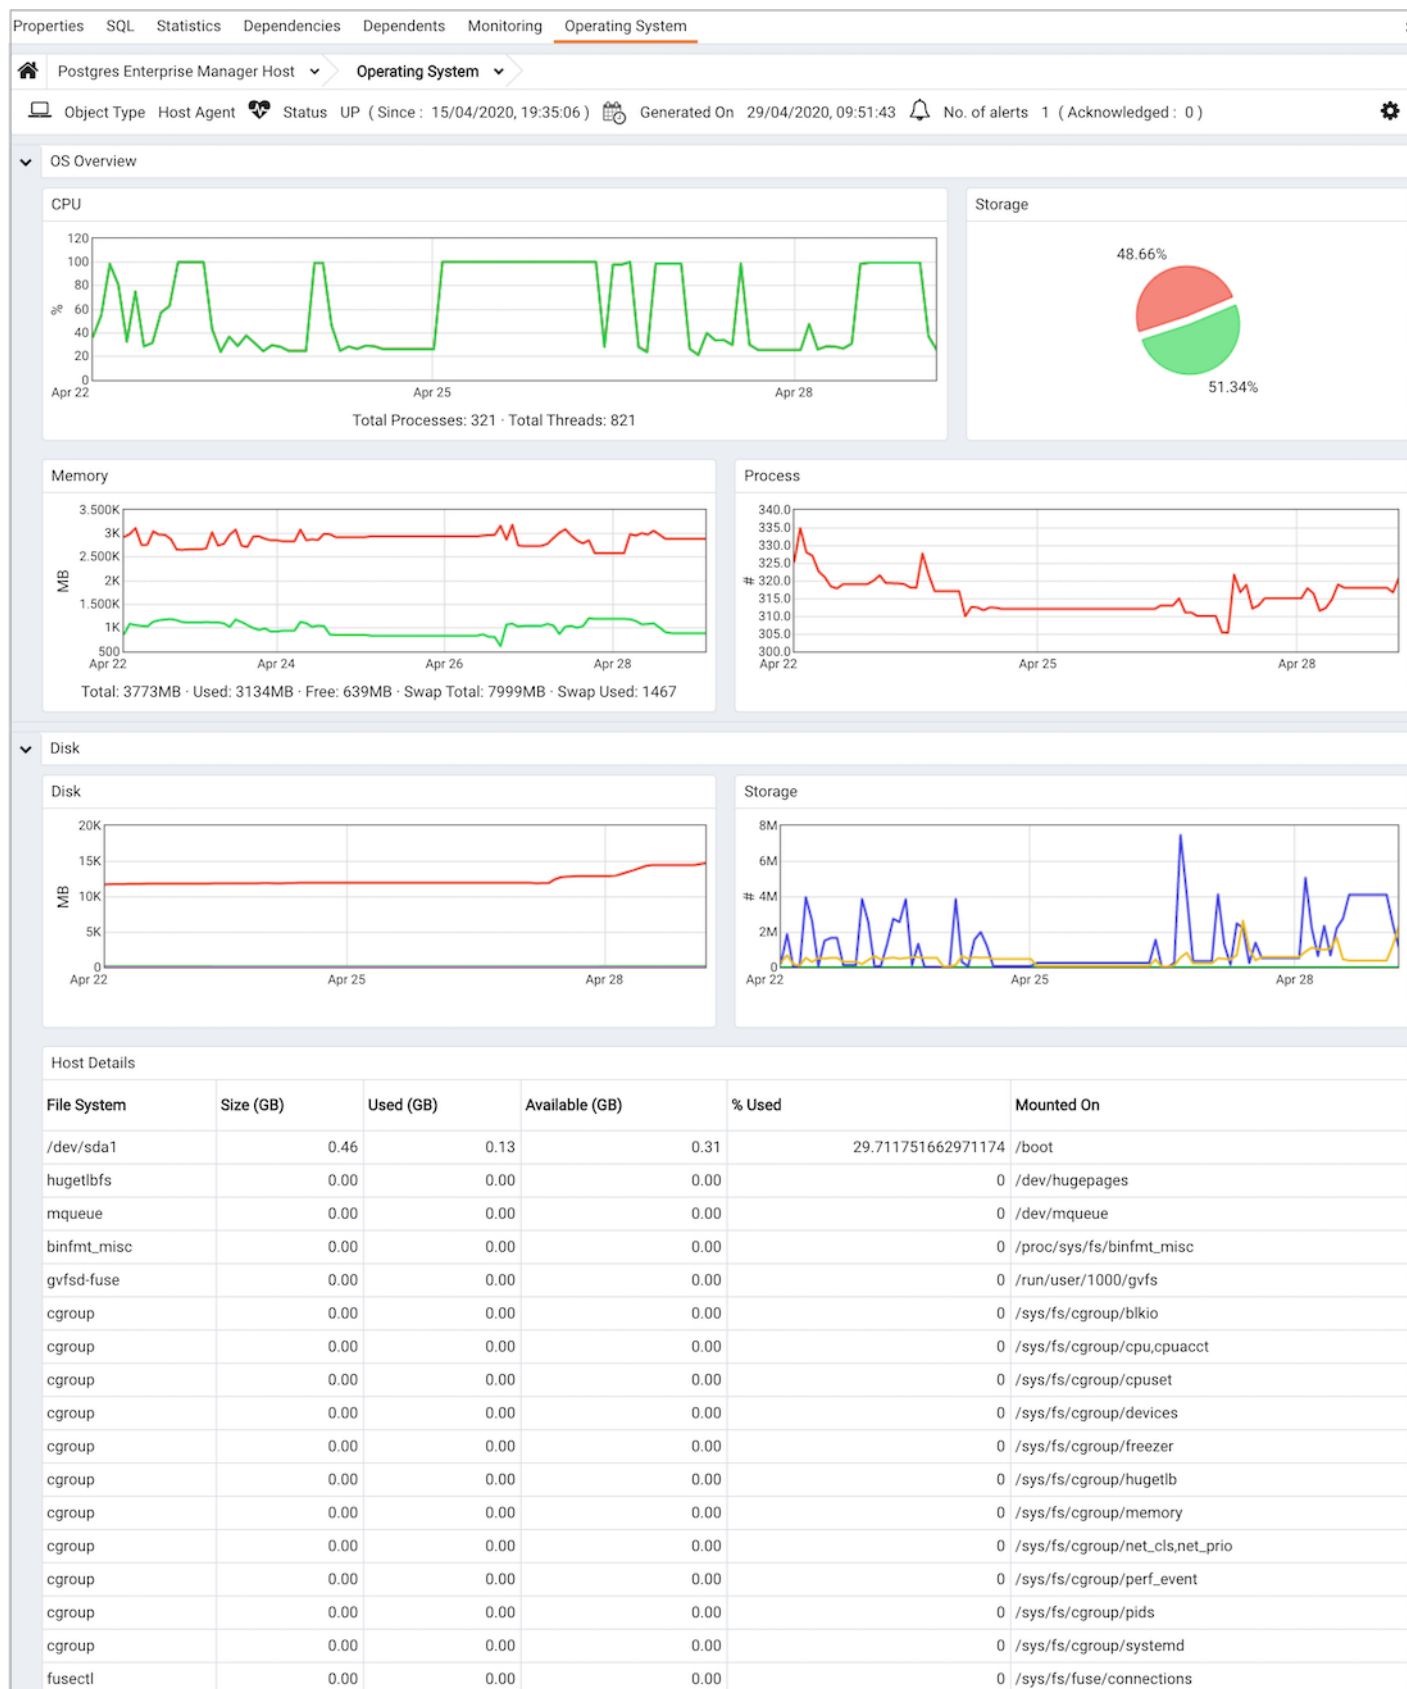 Properties SQL Statistics Dependencies Dependents Monitoring Operating System
Postgres Enterprise Manager Host Operating System
Object Type Host Agent Status UP ( Since : 15/04/2020, 19:35:06 ) Generated On 29/04/2020, 09:51:43 No. of alerts 1 ( Acknowledged : 0 )
OS Overview
CPU
120
100
80
60
40
20
0
%
Apr 22 Apr 25 Apr 28
Total Processes: 321 · Total Threads: 821
Storage
48.66%
51.34%
Memory
3.500K
3K
2.500K
2K
1.500K
1K
500
MB
Apr 22 Apr 24 Apr 26 Apr 28
Total: 3773MB · Used: 3134MB · Free: 639MB · Swap Total: 7999MB · Swap Used: 1467
Process
340.0
335.0
330.0
325.0
320.0
315.0
310.0
305.0
300.0
#
Apr 22 Apr 25 Apr 28
Disk
Disk
20K
15K
10K
5K
0
MB
Apr 22 Apr 25 Apr 28
Storage
8M
6M
4M
2M
0
#
Apr 22 Apr 25 Apr 28
Host Details
File System Size (GB) Used (GB) Available (GB) % Used Mounted On
/dev/sda1 0.46 0.13 0.31 29.711751662971174 /boot
hugetlbfs 0.00 0.00 0.00 0 /dev/hugepages
mqueue 0.00 0.00 0.00 0 /dev/mqueue
binfmt_misc 0.00 0.00 0.00 0 /proc/sys/fs/binfmt_misc
gvfsd-fuse 0.00 0.00 0.00 0 /run/user/1000/gvfs
cgroup 0.00 0.00 0.00 0 /sys/fs/cgroup/blkio
cgroup 0.00 0.00 0.00 0 /sys/fs/cgroup/cpu,cpuacct
cgroup 0.00 0.00 0.00 0 /sys/fs/cgroup/cpuset
cgroup 0.00 0.00 0.00 0 /sys/fs/cgroup/devices
cgroup 0.00 0.00 0.00 0 /sys/fs/cgroup/freezer
cgroup 0.00 0.00 0.00 0 /sys/fs/cgroup/hugetlb
cgroup 0.00 0.00 0.00 0 /sys/fs/cgroup/memory
cgroup 0.00 0.00 0.00 0 /sys/fs/cgroup/net_cls,net_prio
cgroup 0.00 0.00 0.00 0 /sys/fs/cgroup/perf_event
cgroup 0.00 0.00 0.00 0 /sys/fs/cgroup/pids
cgroup 0.00 0.00 0.00 0 /sys/fs/cgroup/systemd
fusectl 0.00 0.00 0.00 0 /sys/fs/fuse/connections